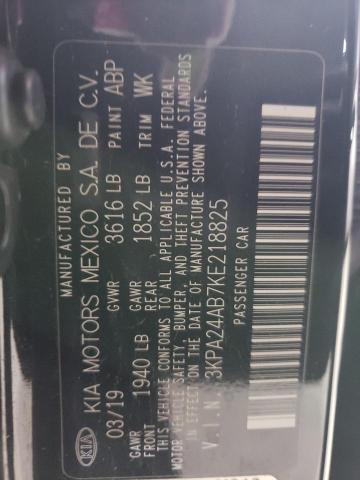 MANUFACTURED BY
KIA KIA MOTORS MEXICO S.A. DE C.V.
03/19 GVWR 3616 LB PAINT ABP
GAWR FRONT 1940 LB GAWR REAR 1852 LB TRIM WK
THIS VEHICLE CONFORMS TO ALL APPLICABLE U.S.A. FEDERAL
MOTOR VEHICLE SAFETY, BUMPER, AND THEFT PREVENTION STANDARDS
IN EFFECT ON THE DATE OF MANUFACTURE SHOWN ABOVE.
V.I.N.: 3KPA24AB7KE218825
PASSENGER CAR